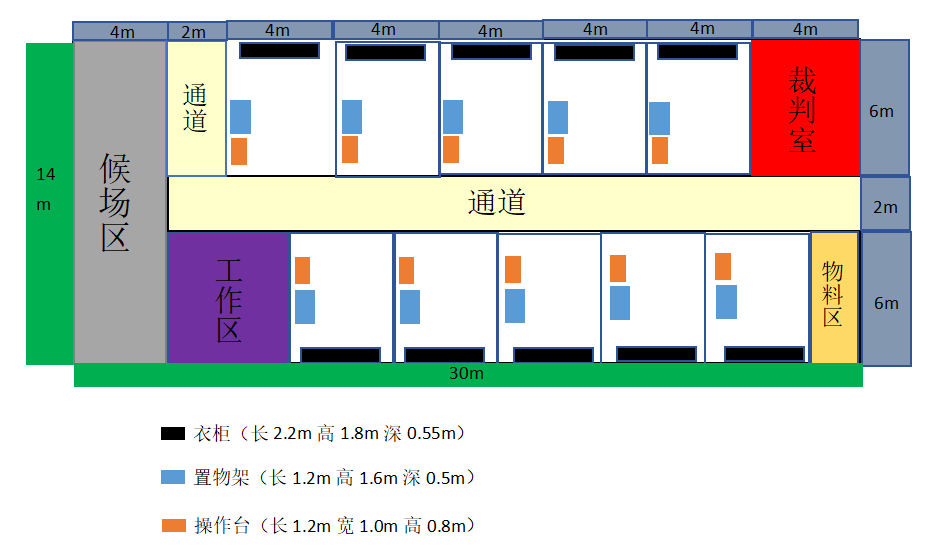 4m 2m 4m 4m 4m 4m 4m 4m
14
m
候场区
通道
裁判室
6m
通道
2m
工作区
物料区
6m
30m
衣柜（长 2.2m 高 1.8m 深 0.55m）
置物架（长 1.2m 高 1.6m 深 0.5m）
操作台（长 1.2m 宽 1.0m 高 0.8m）